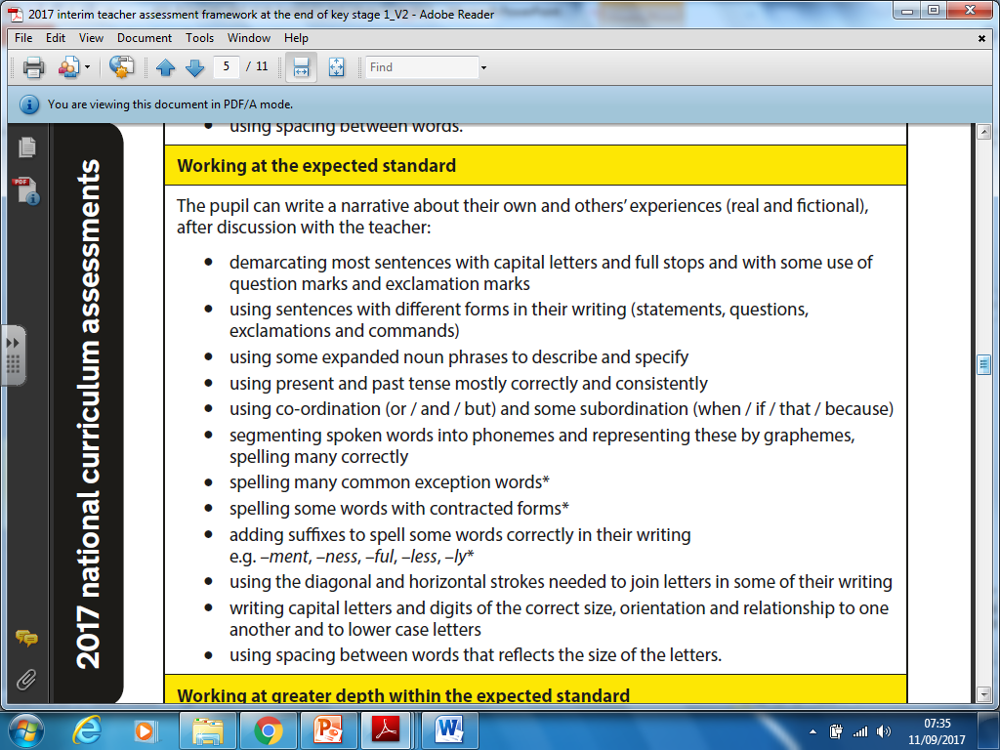 2017 interim teacher assessment framework at the end of key stage 1_V2 - Adobe Reader
File Edit View Document Tools Window Help
5 / 11 Find
You are viewing this document in PDF/A mode.
2017 national curriculum assessments
• using spacing between words.
Working at the expected standard
The pupil can write a narrative about their own and others' experiences (real and fictional),
after discussion with the teacher:
• demarcating most sentences with capital letters and full stops and with some use of
question marks and exclamation marks
• using sentences with different forms in their writing (statements, questions,
exclamations and commands)
• using some expanded noun phrases to describe and specify
• using present and past tense mostly correctly and consistently
• using co-ordination (or / and / but) and some subordination (when / if / that / because)
• segmenting spoken words into phonemes and representing these by graphemes,
spelling many correctly
• spelling many common exception words*
• spelling some words with contracted forms*
• adding suffixes to spell some words correctly in their writing
e.g. –ment, –ness, –ful, –less, –ly*
• using the diagonal and horizontal strokes needed to join letters in some of their writing
• writing capital letters and digits of the correct size, orientation and relationship to one
another and to lower case letters
• using spacing between words that reflects the size of the letters.
Working at greater depth within the expected standard
07:35
11/09/2017